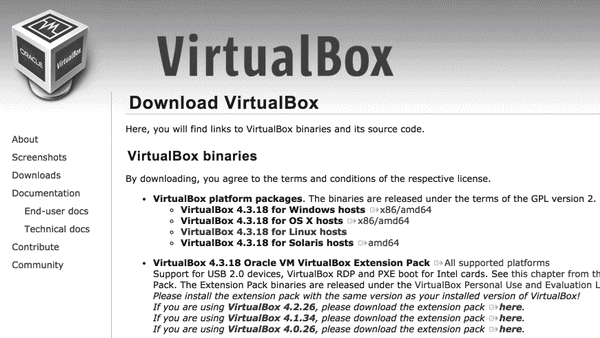 VM
ORACLE
VirtualBox
VirtualBox
Download VirtualBox
Here, you will find links to VirtualBox binaries and its source code.
VirtualBox binaries
By downloading, you agree to the terms and conditions of the respective license.
About
Screenshots
Downloads
Documentation
End-user docs
Technical docs
Contribute
Community
• VirtualBox platform packages. The binaries are released under the terms of the GPL version 2.
VirtualBox 4.3.18 for Windows hosts x86/amd64
VirtualBox 4.3.18 for OS X hosts x86/amd64
VirtualBox 4.3.18 for Linux hosts
VirtualBox 4.3.18 for Solaris hosts amd64
• VirtualBox 4.3.18 Oracle VM VirtualBox Extension Pack All supported platforms
Support for USB 2.0 devices, VirtualBox RDP and PXE boot for Intel cards. See this chapter from th
Pack. The Extension Pack binaries are released under the VirtualBox Personal Use and Evaluation L
Please install the extension pack with the same version as your installed version of VirtualBox!
If you are using VirtualBox 4.2.26, please download the extension pack here.
If you are using VirtualBox 4.1.34, please download the extension pack here.
If you are using VirtualBox 4.0.26, please download the extension pack here.